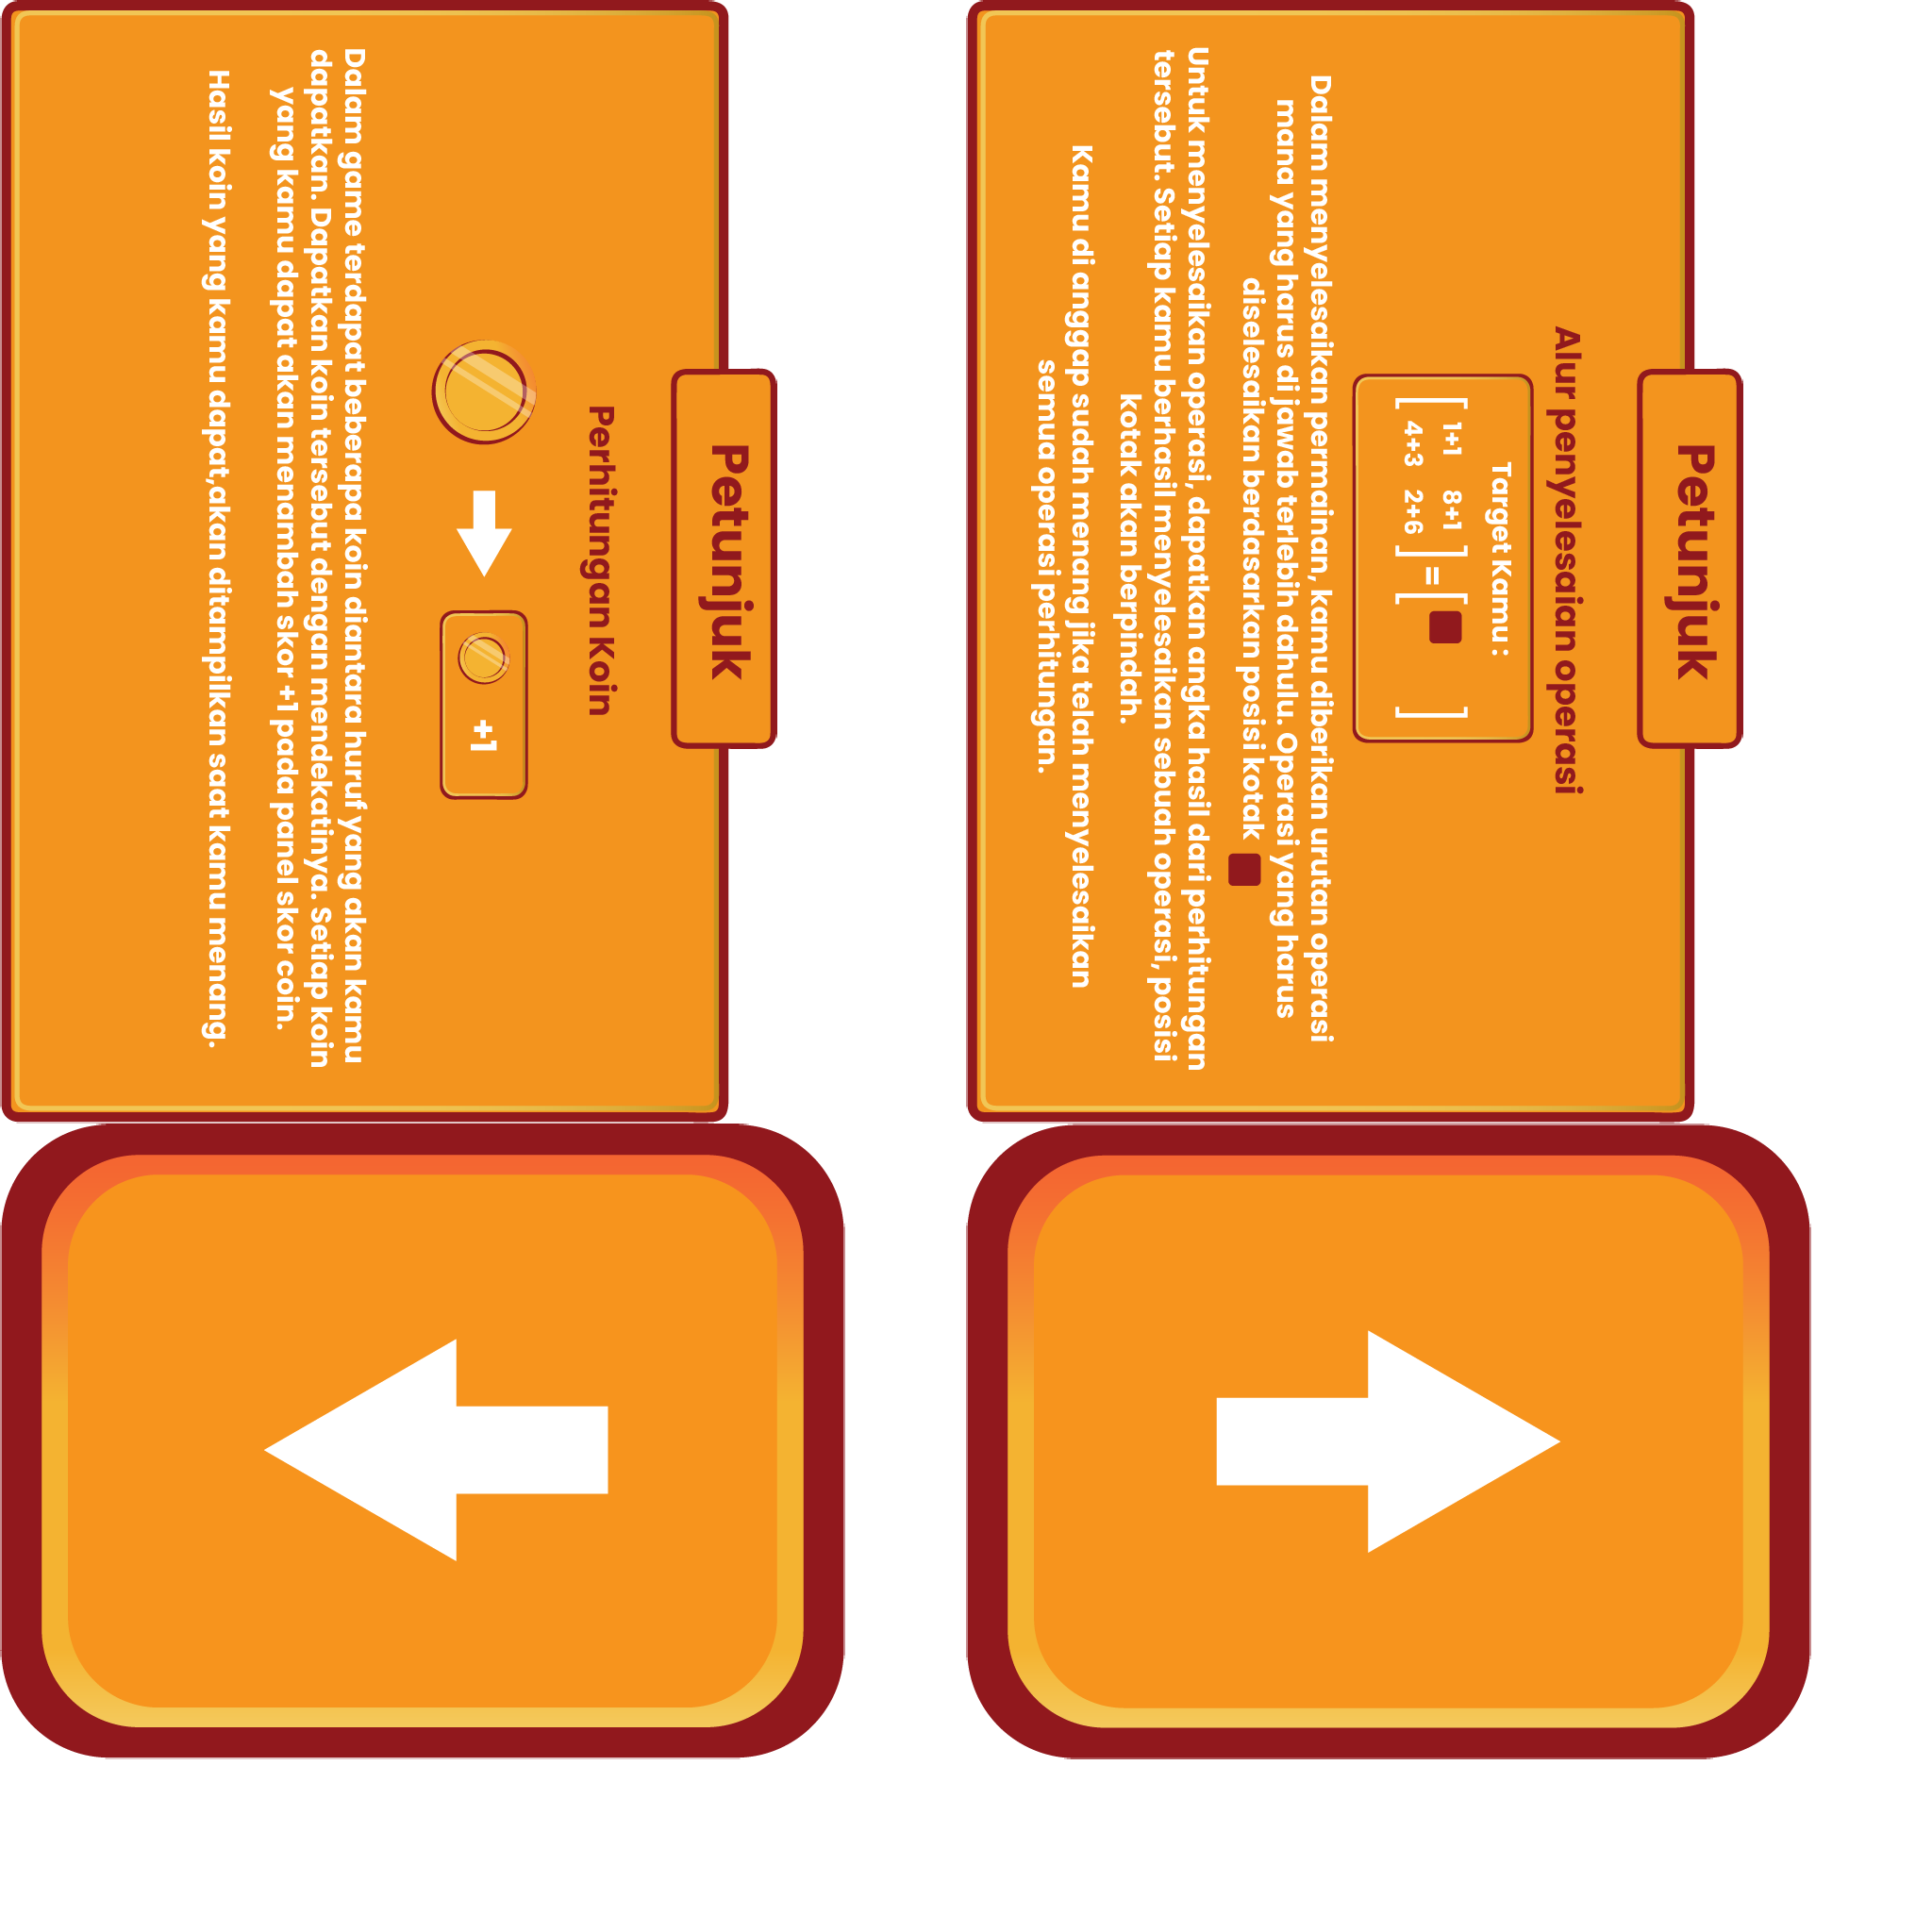 Petunjuk
Perhitungan Koin
+1
Dalam game terdapat beberapa koin diantara huruf yang akan kamu
dapatkan. Dapatkan koin tersebut dengan mendekatinya. Setiap koin
yang kamu dapat akan menambah skor +1 pada panel skor coin.
Hasil koin yang kamu dapat,akan ditampilkan saat kamu menang.
Petunjuk
Alur penyelesaian operasi
Target Kamu :
[ 1+1 8+1 ] = [ ]
4+3 2+6
Dalam menyelesaikan permainan, kamu diberikan urutan operasi
mana yang harus di jawab terlebih dahulu. Operasi yang harus
diselesaikan berdasarkan posisi kotak
Untuk menyelesaikan operasi, dapatkan angka hasil dari perhitungan
tersebut. Setiap kamu berhasil menyelesaikan sebuah operasi, posisi
kotak akan berpindah.
Kamu di anggap sudah menang jika telah menyelesaikan
semua operasi perhitungan.